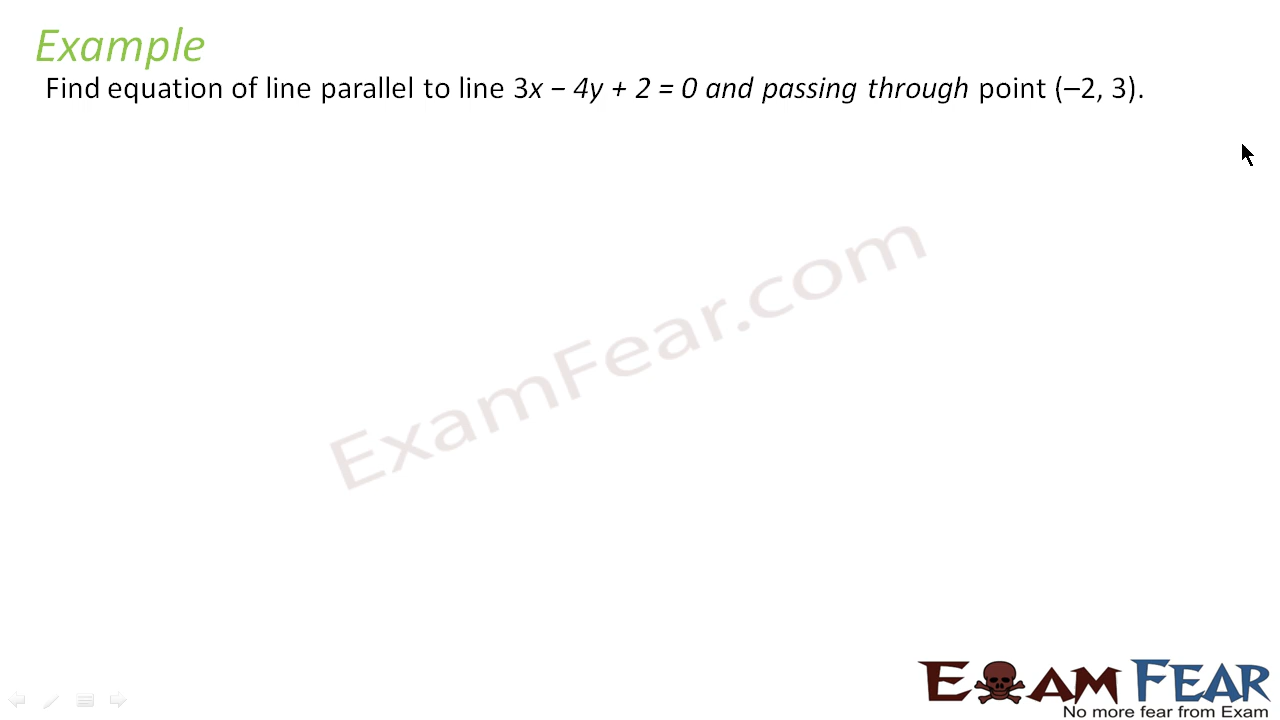 Example
Find equation of line parallel to line 3x − 4y + 2 = 0 and passing through point (−2, 3).
ExamFear.com
EXAM FEAR
No more fear from Exam